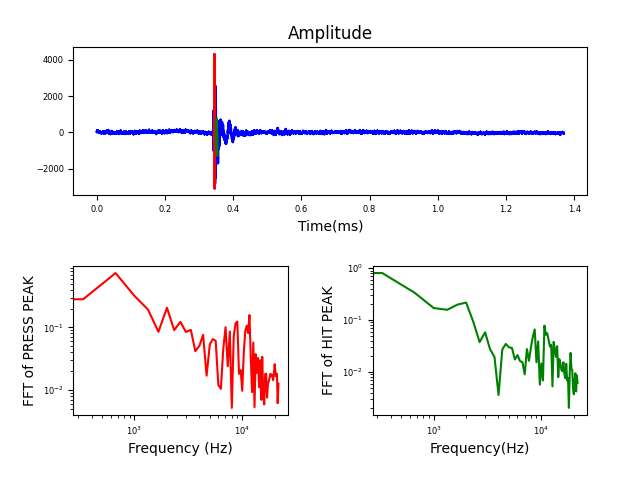 Amplitude
4000
2000
0
−2000
0.0 0.2 0.4 0.6 0.8 1.0 1.2 1.4
Time(ms)
FFT of PRESS PEAK
10⁻¹
10⁻²
10³ 10⁴
Frequency (Hz)
FFT of HIT PEAK
10⁰
10⁻¹
10⁻²
10³ 10⁴
Frequency(Hz)